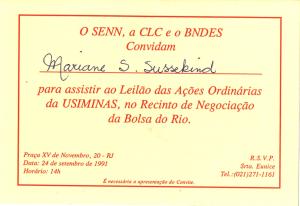 O SENN, a CLC e o BNDES
Convidam
Mariane S. Sussekind
para assistir ao Leilão das Ações Ordinárias
da USIMINAS, no Recinto de Negociação
da Bolsa do Rio.
Praça XV de Novembro, 20 - RJ
Data: 24 de setembro de 1991
Horário: 14h
R.S.V.P.
Srta. Eunice
Tel.:(021)271-1161
É necessário a apresentação do Convite.